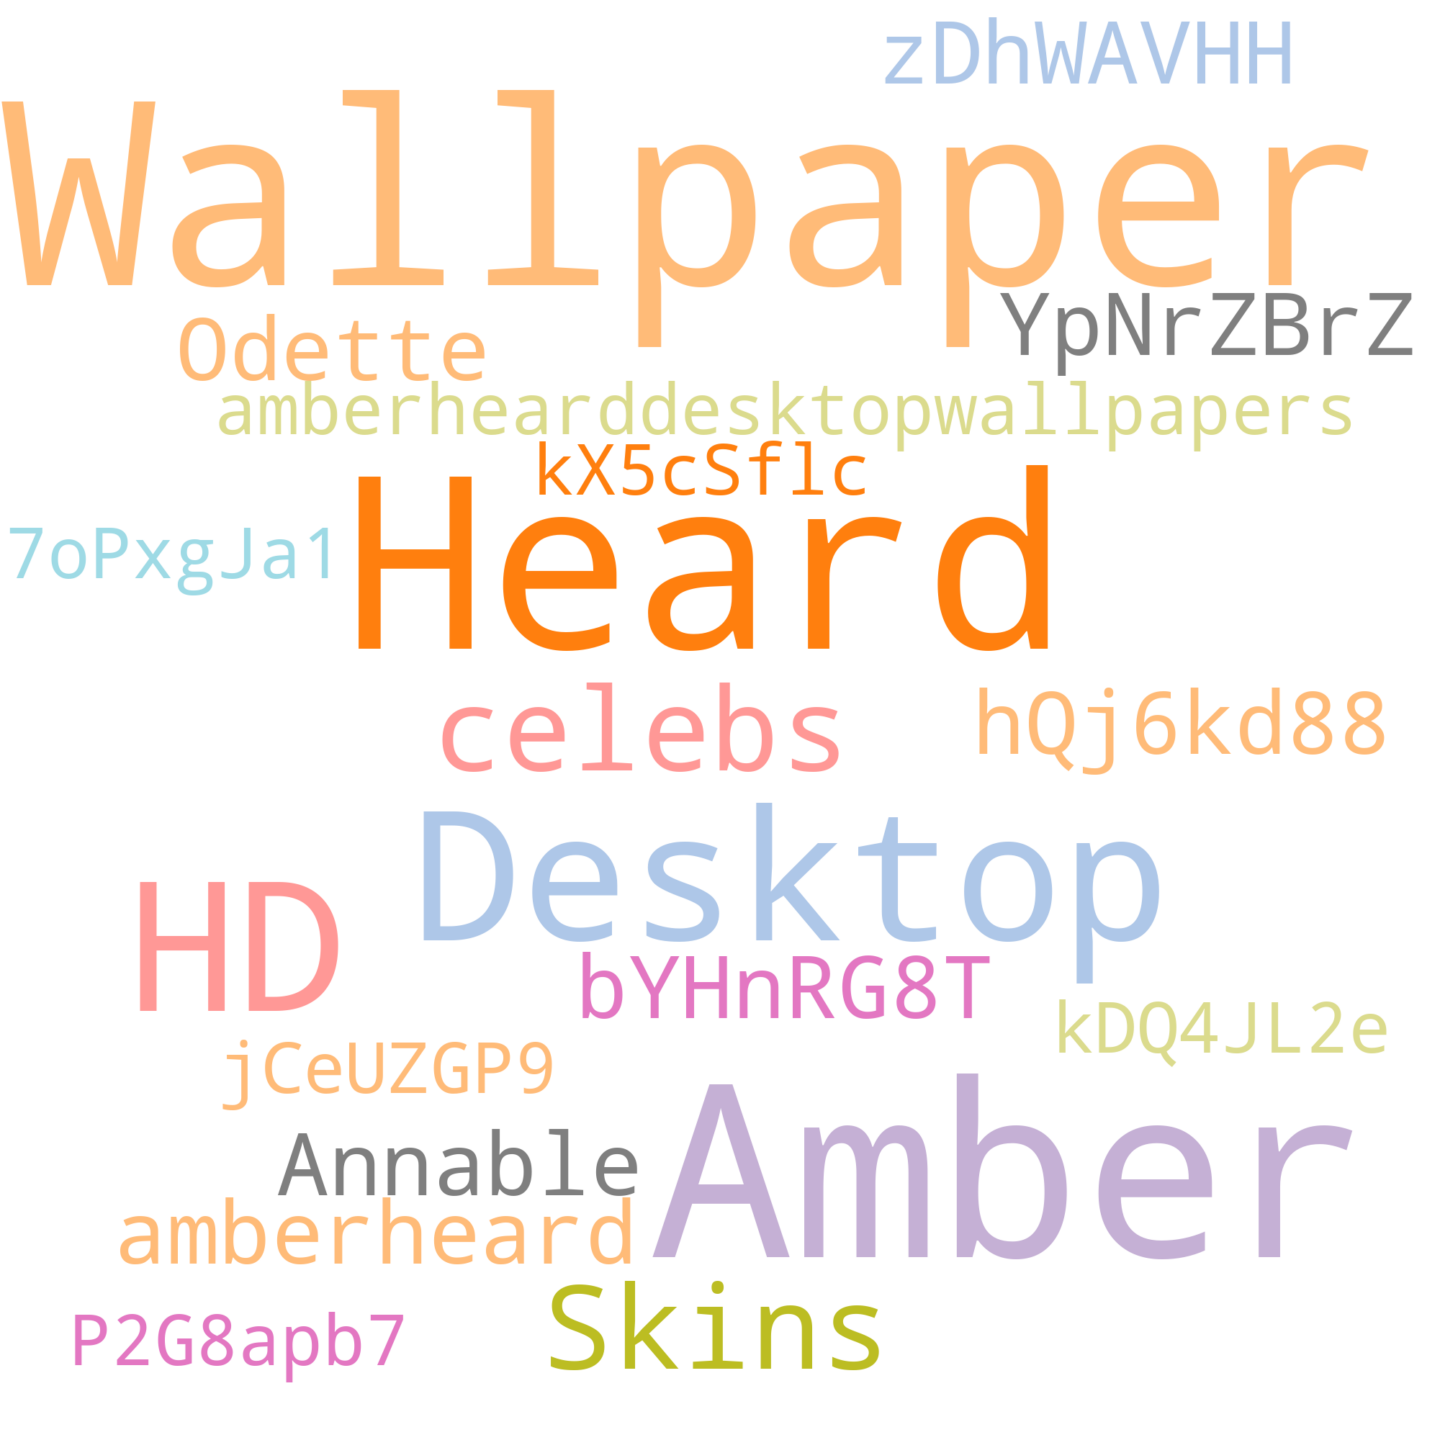 zDhWAVHH
Wallpaper
YpNrZBrZ
Odette
amberhearddesktopwallpapers
kX5cSflc
7oPxgJa1
Heard
celebs
hQj6kd88
Desktop
HD
bYHnRG8T
kDQ4JL2e
jCeUZGP9
Amber
Annable
amberheard
Skins
P2G8apb7